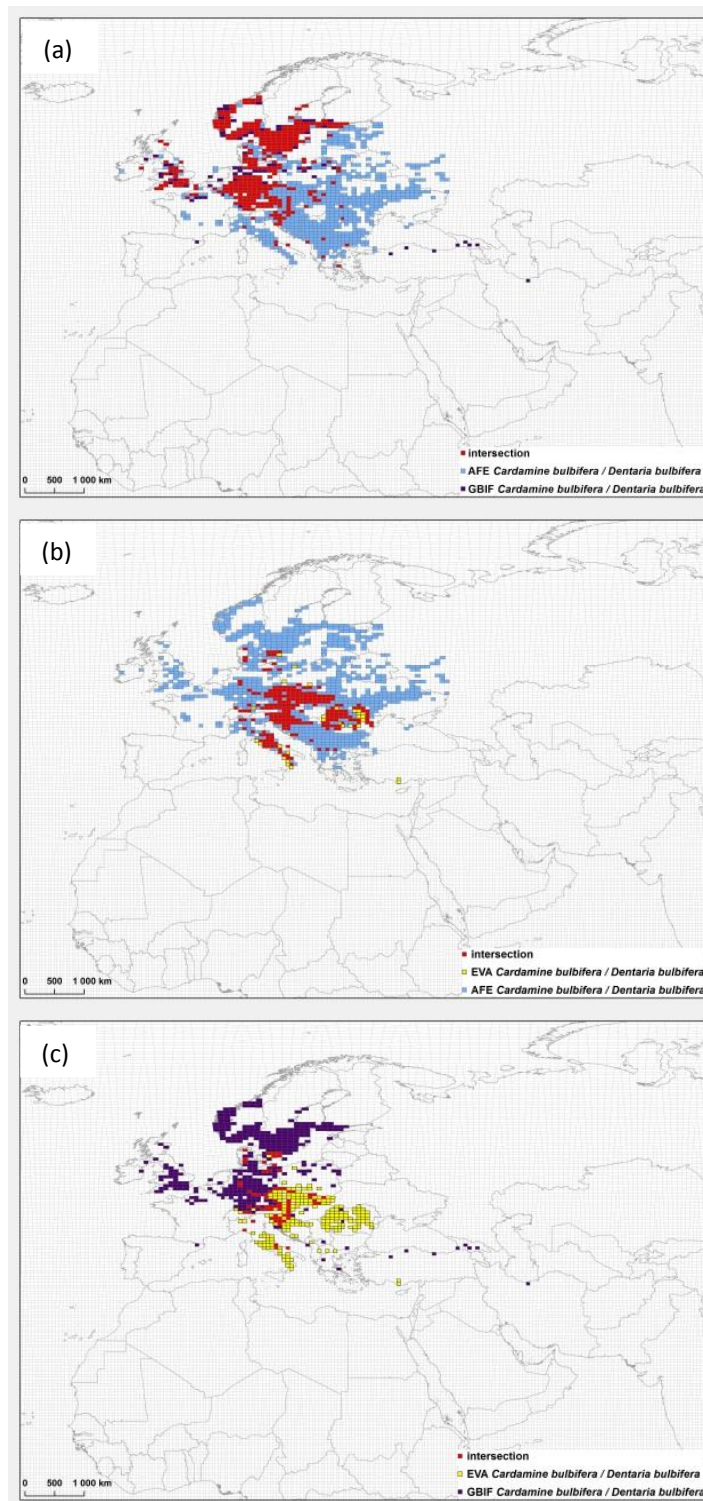 (a)
intersection
AFE Cardamine bulbifera / Dentaria bulbifera
GBIF Cardamine bulbifera / Dentaria bulbifera
0 500 1 000 km
(b)
intersection
EVA Cardamine bulbifera / Dentaria bulbifera
AFE Cardamine bulbifera / Dentaria bulbifera
0 500 1 000 km
(c)
intersection
EVA Cardamine bulbifera / Dentaria bulbifera
GBIF Cardamine bulbifera / Dentaria bulbifera
0 500 1 000 km